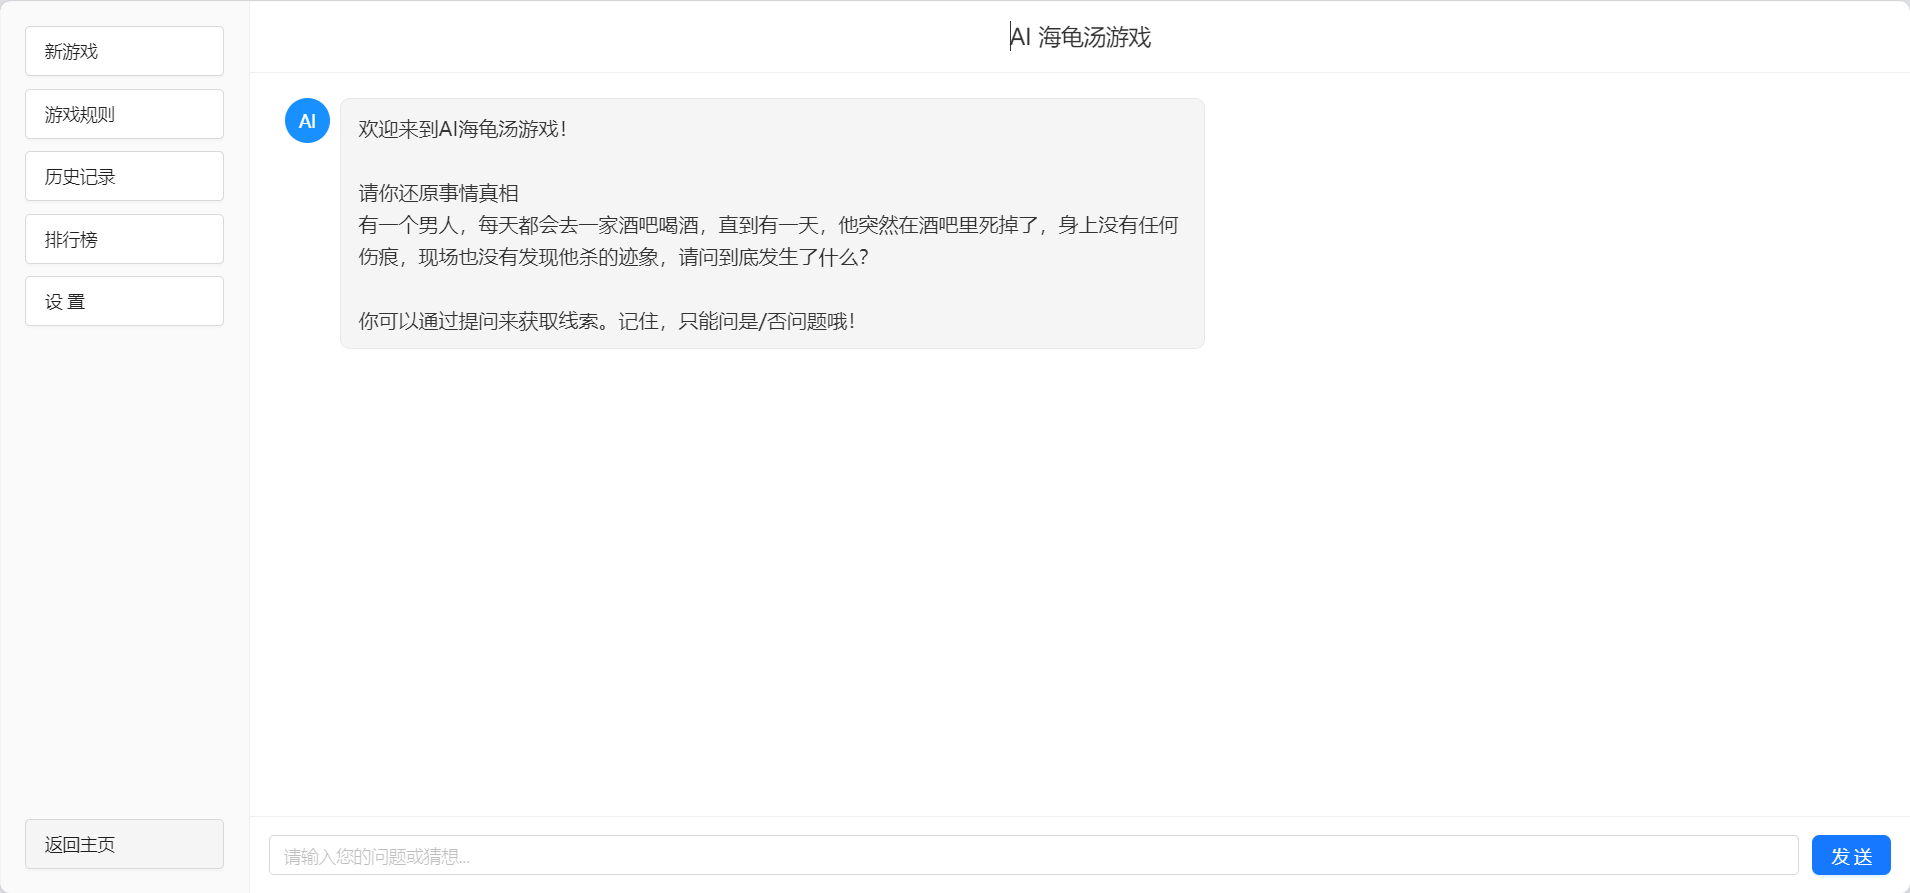 新游戏
游戏规则
历史记录
排行榜
设 置
返回主页
AI 海龟汤游戏
AI
欢迎来到AI海龟汤游戏！
请你还原事情真相
有一个男人，每天都会去一家酒吧喝酒，直到有一天，他突然在酒吧里死掉了，身上没有任何
伤痕，现场也没有发现他杀的迹象，请问到底发生了什么？
你可以通过提问来获取线索。记住，只能问是/否问题哦！
请输入您的问题或猜想...
发 送